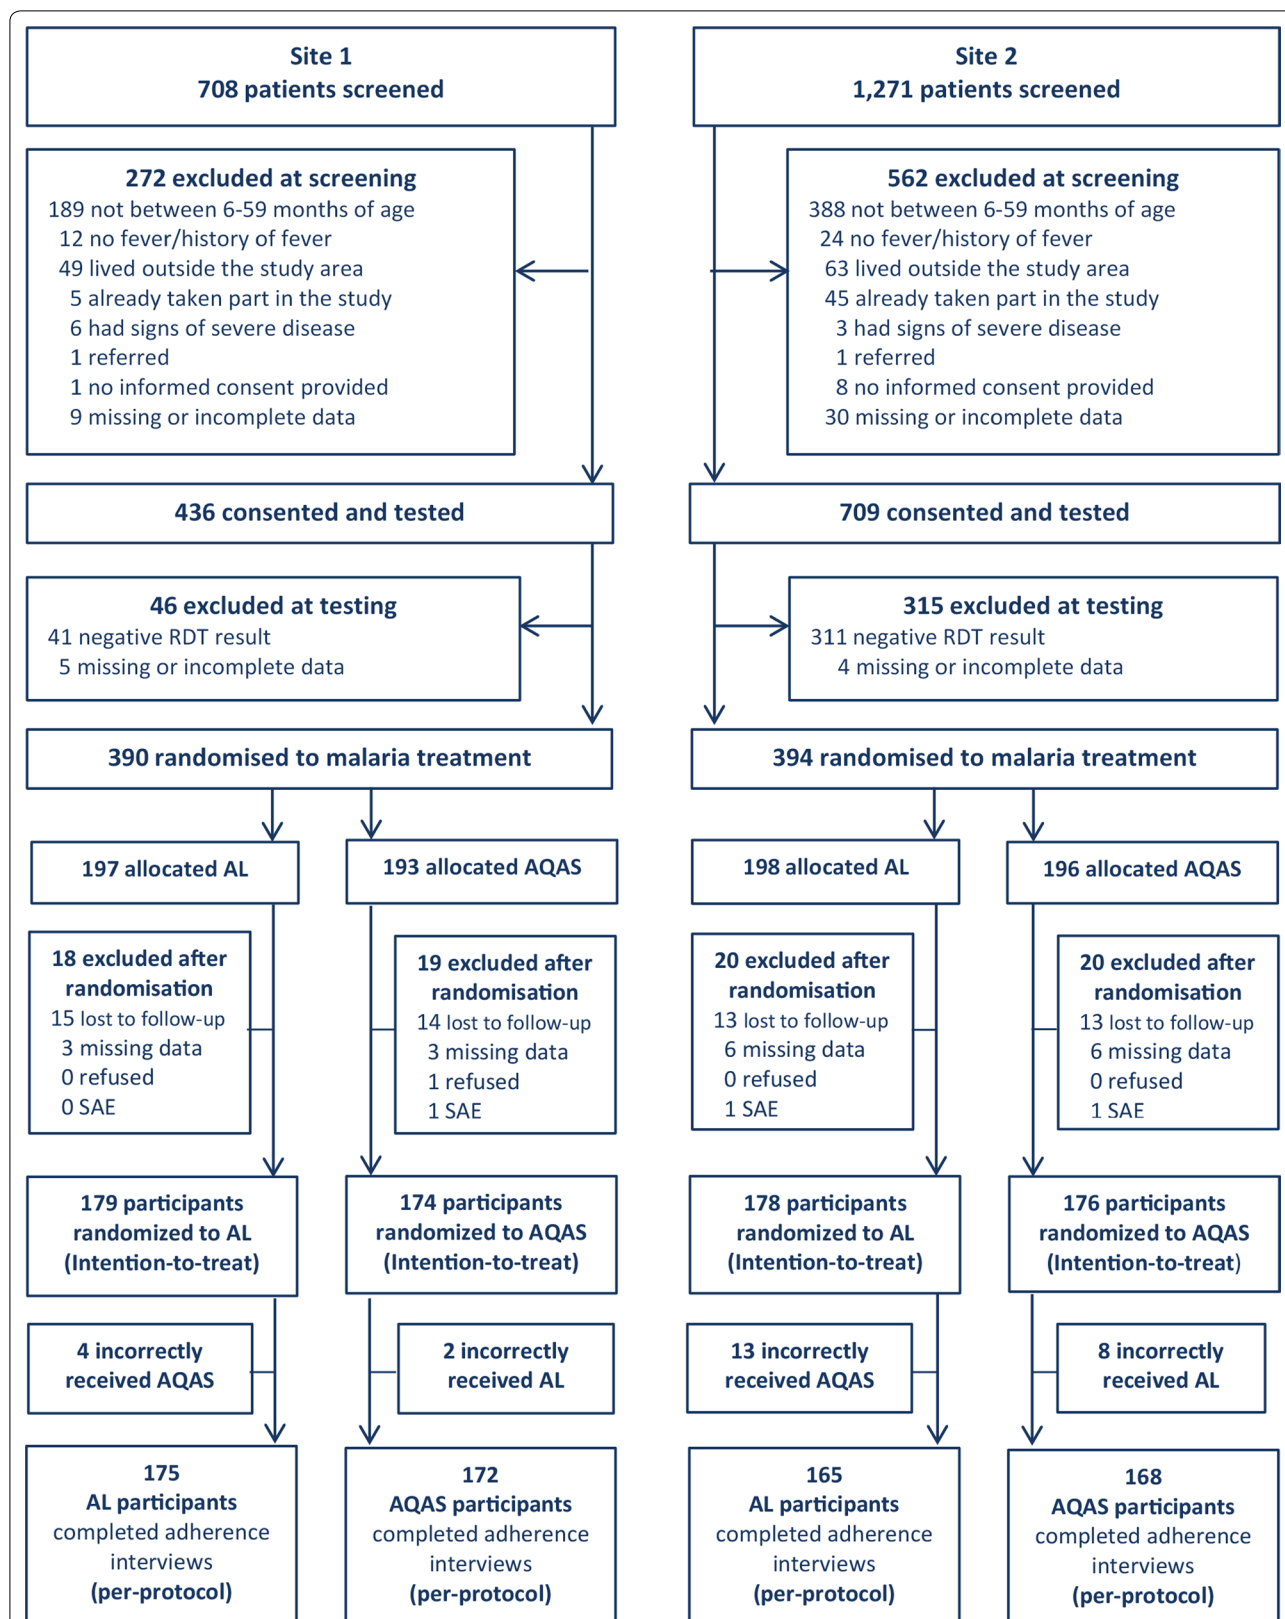 Site 1
708 patients screened
272 excluded at screening
189 not between 6-59 months of age
12 no fever/history of fever
49 lived outside the study area
5 already taken part in the study
6 had signs of severe disease
1 referred
1 no informed consent provided
9 missing or incomplete data
436 consented and tested
46 excluded at testing
41 negative RDT result
5 missing or incomplete data
390 randomised to malaria treatment
197 allocated AL
193 allocated AQAS
18 excluded after
randomisation
15 lost to follow-up
3 missing data
0 refused
0 SAE
19 excluded after
randomisation
14 lost to follow-up
3 missing data
1 refused
1 SAE
179 participants
randomized to AL
(Intention-to-treat)
174 participants
randomized to AQAS
(Intention-to-treat)
4 incorrectly
received AQAS
2 incorrectly
received AL
175
AL participants
completed adherence
interviews
(per-protocol)
172
AQAS participants
completed adherence
interviews
(per-protocol)
Site 2
1,271 patients screened
562 excluded at screening
388 not between 6-59 months of age
24 no fever/history of fever
63 lived outside the study area
45 already taken part in the study
3 had signs of severe disease
1 referred
8 no informed consent provided
30 missing or incomplete data
709 consented and tested
315 excluded at testing
311 negative RDT result
4 missing or incomplete data
394 randomised to malaria treatment
198 allocated AL
196 allocated AQAS
20 excluded after
randomisation
13 lost to follow-up
6 missing data
0 refused
1 SAE
20 excluded after
randomisation
13 lost to follow-up
6 missing data
0 refused
1 SAE
178 participants
randomized to AL
(Intention-to-treat)
176 participants
randomized to AQAS
(Intention-to-treat)
13 incorrectly
received AQAS
8 incorrectly
received AL
165
AL participants
completed adherence
interviews
(per-protocol)
168
AQAS participants
completed adherence
interviews
(per-protocol)